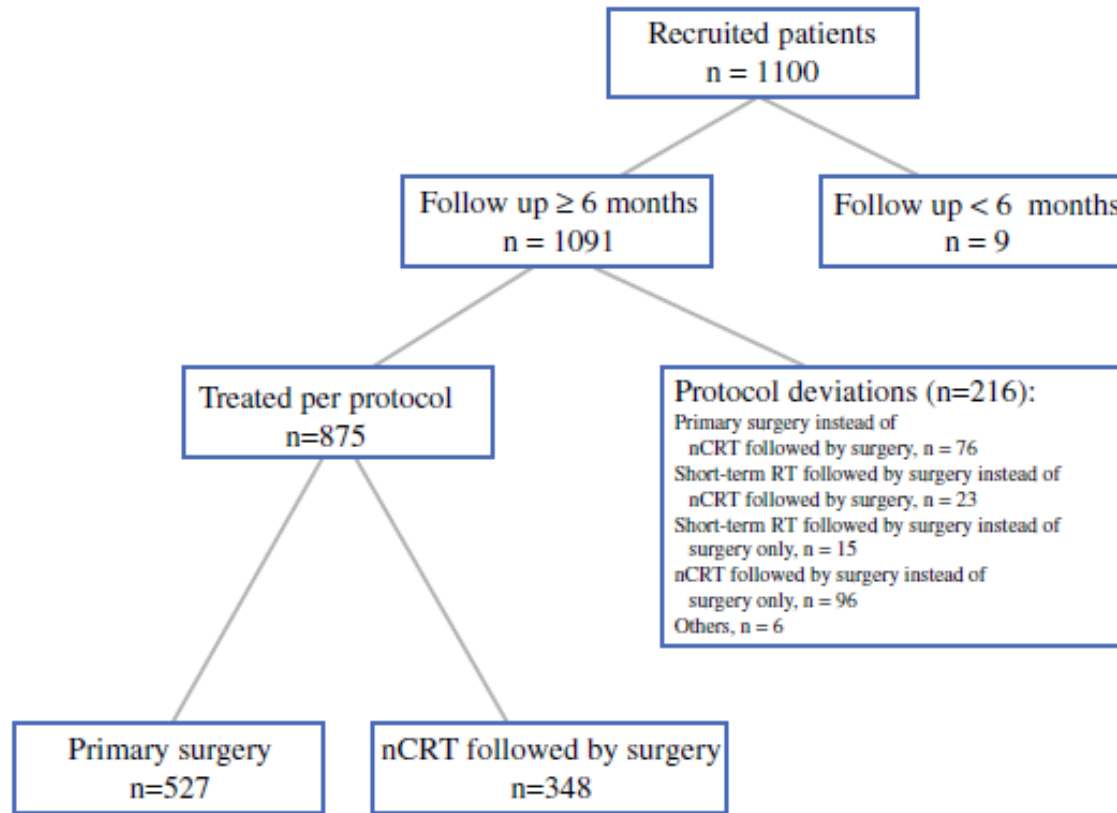 Recruited patients
n = 1100
Follow up ≥ 6 months
n = 1091
Follow up < 6 months
n = 9
Treated per protocol
n=875
Protocol deviations (n=216):
Primary surgery instead of
nCRT followed by surgery, n = 76
Short-term RT followed by surgery instead of
nCRT followed by surgery, n = 23
Short-term RT followed by surgery instead of
surgery only, n = 15
nCRT followed by surgery instead of
surgery only, n = 96
Others, n = 6
Primary surgery
n=527
nCRT followed by surgery
n=348